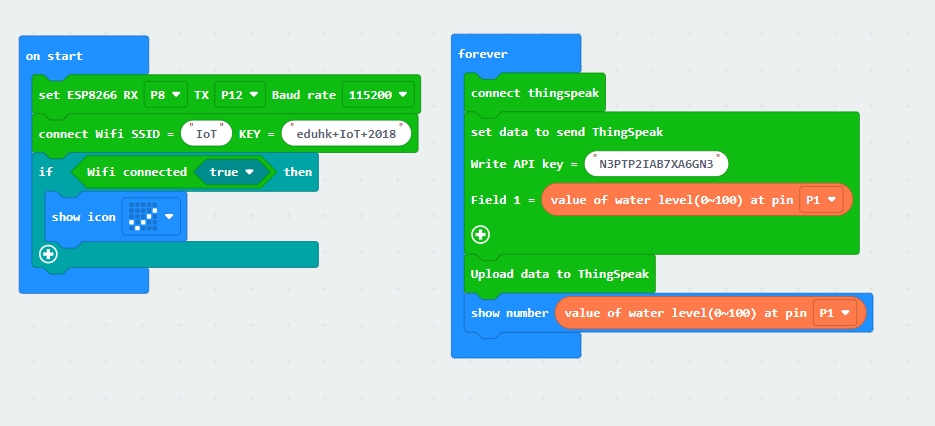 on start
set ESP8266 RX P8 TX P12 Baud rate 115200
connect Wifi SSID = "IoT" KEY = "eduhk+IoT+2018"
if Wifi connected true then
show icon
forever
connect thingspeak
set data to send ThingSpeak
Write API key = "N3PTP2IAB7XA6GN3"
Field 1 = value of water level(0~100) at pin P1
Upload data to ThingSpeak
show number value of water level(0~100) at pin P1